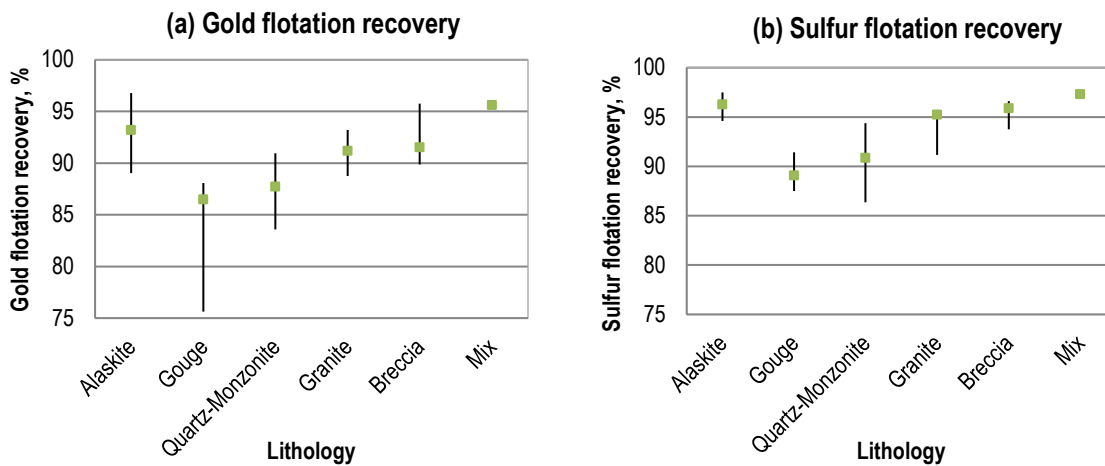 (a) Gold flotation recovery
Gold flotation recovery, %
100
95
90
85
80
75
Alaskite
Gouge
Quartz-Monzonite
Granite
Breccia
Mix
Lithology
(b) Sulfur flotation recovery
Sulfur flotation recovery, %
100
95
90
85
80
75
Alaskite
Gouge
Quartz-Monzonite
Granite
Breccia
Mix
Lithology